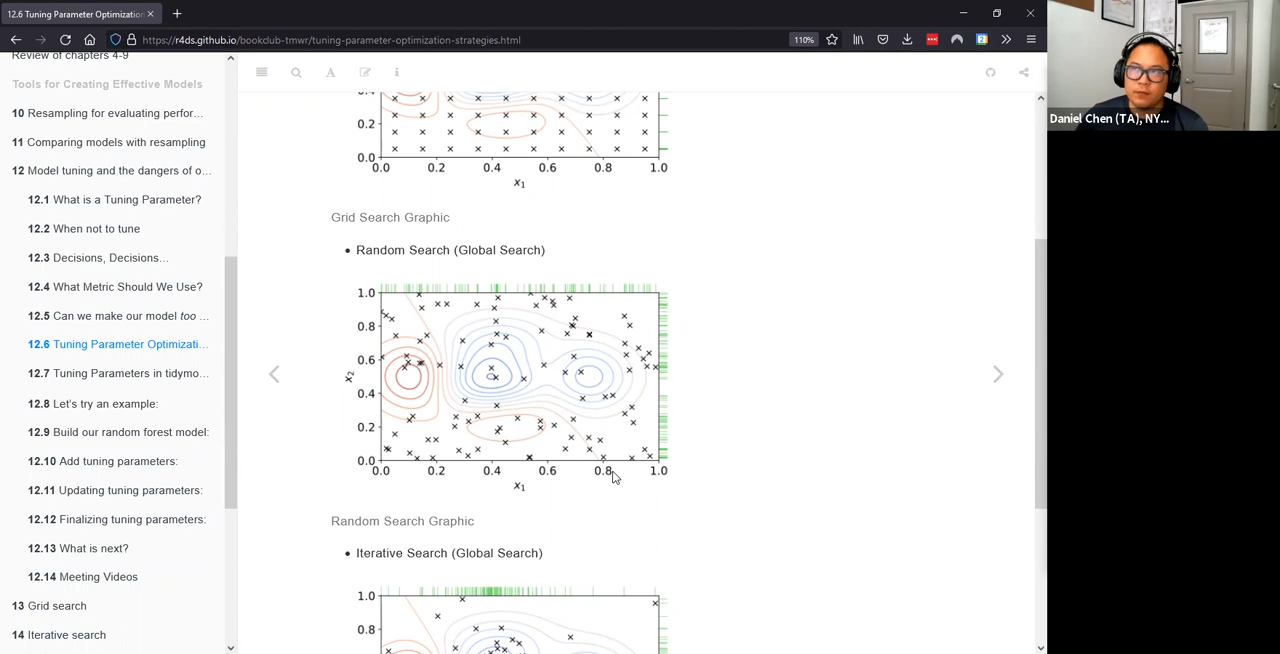 12.6 Tuning Parameter Optimization
https://r4ds.github.io/bookclub-tmwr/tuning-parameter-optimization-strategies.html
110%
Review of chapters 4-9
Tools for Creating Effective Models
10 Resampling for evaluating perfor…
11 Comparing models with resampling
12 Model tuning and the dangers of o…
12.1 What is a Tuning Parameter?
12.2 When not to tune
12.3 Decisions, Decisions…
12.4 What Metric Should We Use?
12.5 Can we make our model too …
12.6 Tuning Parameter Optimizati…
12.7 Tuning Parameters in tidymo…
12.8 Let's try an example:
12.9 Build our random forest model:
12.10 Add tuning parameters:
12.11 Updating tuning parameters:
12.12 Finalizing tuning parameters:
12.13 What is next?
12.14 Meeting Videos
13 Grid search
14 Iterative search
0.4
0.2
0.0
0.0 0.2 0.4 0.6 0.8 1.0
x1
Grid Search Graphic
• Random Search (Global Search)
1.0
0.8
0.6
x2
0.4
0.2
0.0
0.0 0.2 0.4 0.6 0.8 1.0
x1
Random Search Graphic
• Iterative Search (Global Search)
1.0
0.8
Daniel Chen (TA), NY...